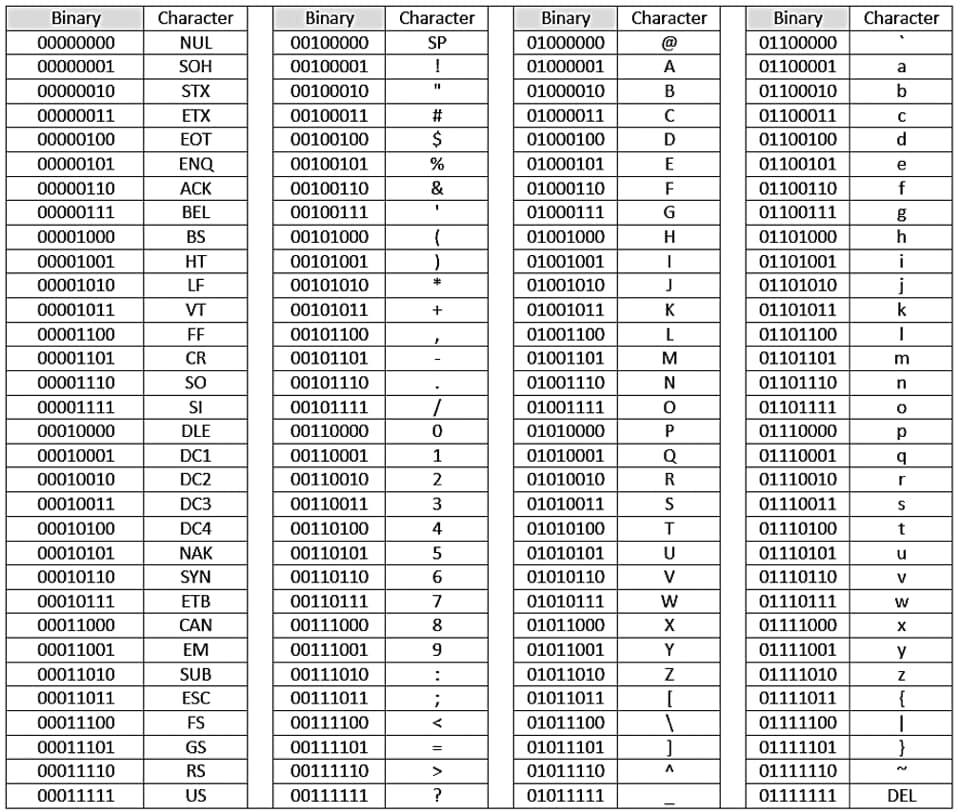 Binary Character Binary Character Binary Character Binary Character
00000000 NUL 00100000 SP 01000000 @ 01100000 `
00000001 SOH 00100001 ! 01000001 A 01100001 a
00000010 STX 00100010 " 01000010 B 01100010 b
00000011 ETX 00100011 # 01000011 C 01100011 c
00000100 EOT 00100100 $ 01000100 D 01100100 d
00000101 ENQ 00100101 % 01000101 E 01100101 e
00000110 ACK 00100110 & 01000110 F 01100110 f
00000111 BEL 00100111 ' 01000111 G 01100111 g
00001000 BS 00101000 ( 01001000 H 01101000 h
00001001 HT 00101001 ) 01001001 I 01101001 i
00001010 LF 00101010 * 01001010 J 01101010 j
00001011 VT 00101011 + 01001011 K 01101011 k
00001100 FF 00101100 , 01001100 L 01101100 l
00001101 CR 00101101 - 01001101 M 01101101 m
00001110 SO 00101110 . 01001110 N 01101110 n
00001111 SI 00101111 / 01001111 O 01101111 o
00010000 DLE 00110000 0 01010000 P 01110000 p
00010001 DC1 00110001 1 01010001 Q 01110001 q
00010010 DC2 00110010 2 01010010 R 01110010 r
00010011 DC3 00110011 3 01010011 S 01110011 s
00010100 DC4 00110100 4 01010100 T 01110100 t
00010101 NAK 00110101 5 01010101 U 01110101 u
00010110 SYN 00110110 6 01010110 V 01110110 v
00010111 ETB 00110111 7 01010111 W 01110111 w
00011000 CAN 00111000 8 01011000 X 01111000 x
00011001 EM 00111001 9 01011001 Y 01111001 y
00011010 SUB 00111010 : 01011010 Z 01111010 z
00011011 ESC 00111011 ; 01011011 [ 01111011 {
00011100 FS 00111100 < 01011100 \ 01111100 |
00011101 GS 00111101 = 01011101 ] 01111101 }
00011110 RS 00111110 > 01011110 ^ 01111110 ~
00011111 US 00111111 ? 01011111 _ 01111111 DEL